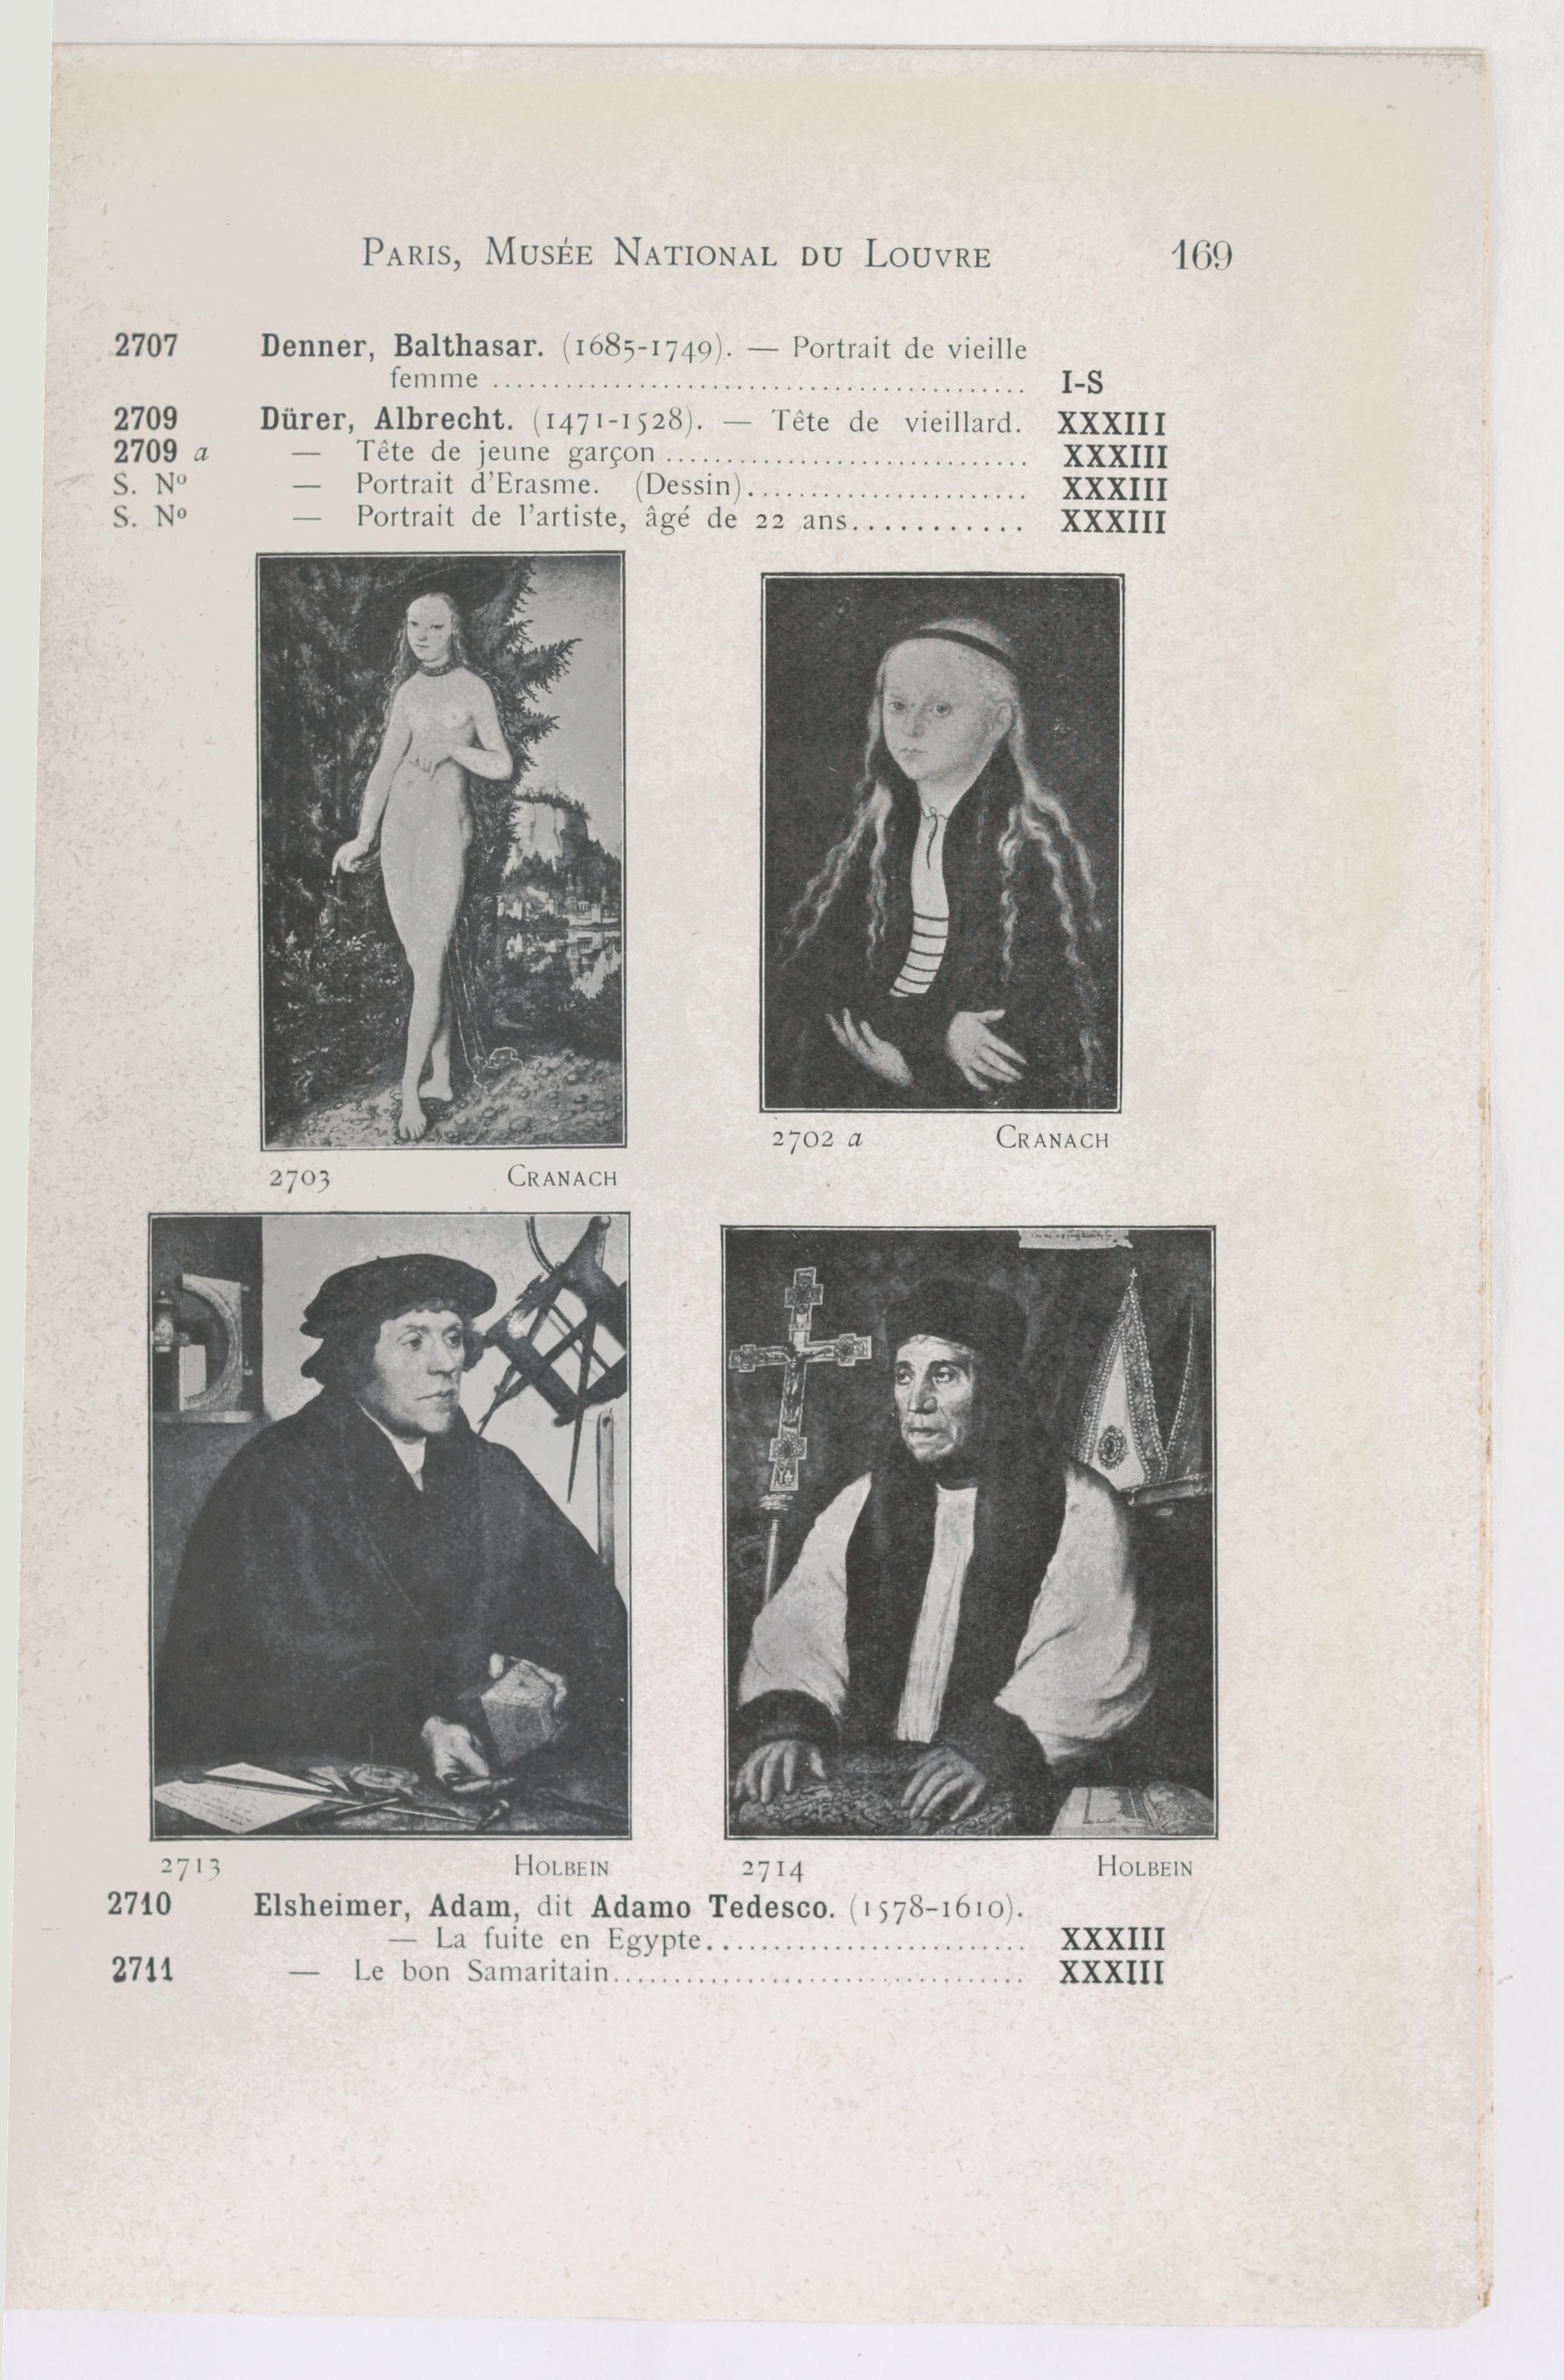 PARIS, MUSÉE NATIONAL DU LOUVRE 169
2707 Denner, Balthasar. (1685-1749). — Portrait de vieille
femme ............................................ I-S
2709 Dürer, Albrecht. (1471-1528). — Tête de vieillard. XXXIII
2709 a — Tête de jeune garçon .............................. XXXIII
S. Nº — Portrait d'Erasme. (Dessin)....................... XXXIII
S. Nº — Portrait de l'artiste, âgé de 22 ans........... XXXIII
2703 CRANACH
2702 a CRANACH
2713 HOLBEIN
2714 HOLBEIN
2710 Elsheimer, Adam, dit Adamo Tedesco. (1578-1610).
— La fuite en Egypte........................... XXXIII
2711 — Le bon Samaritain.................................. XXXIII